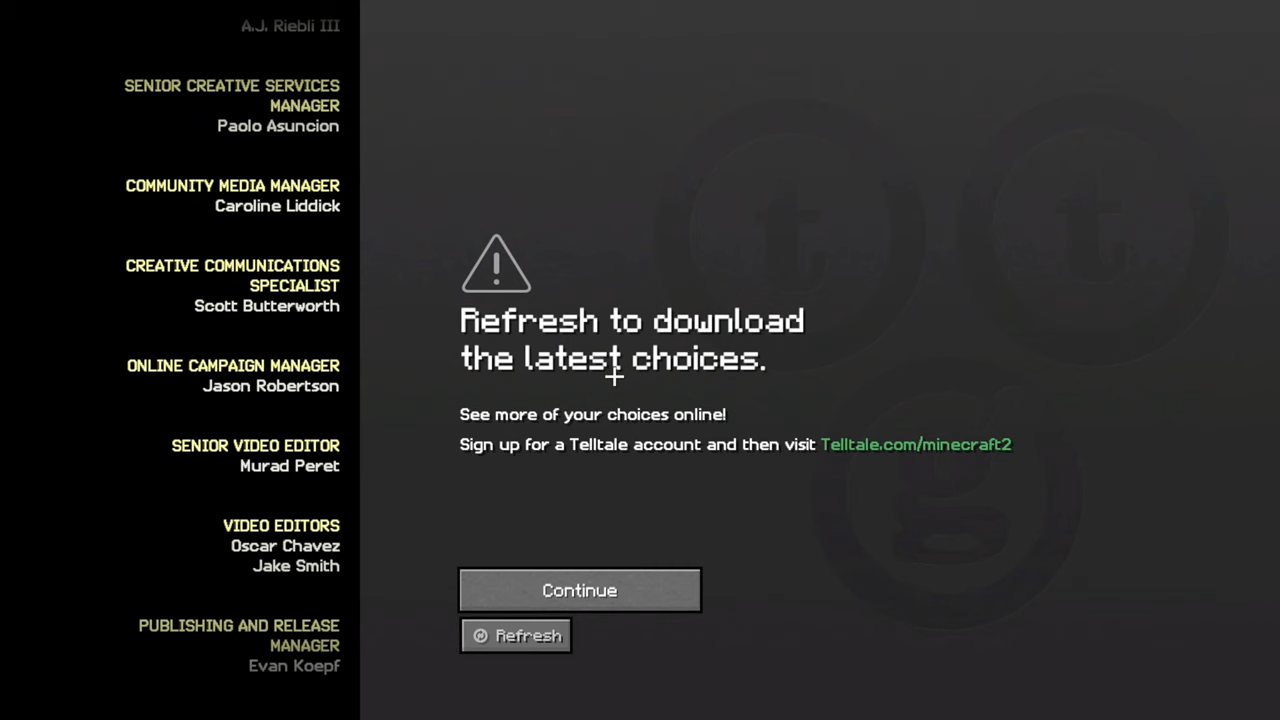 A.J. Riebli III
SENIOR CREATIVE SERVICES
MANAGER
Paolo Asuncion
COMMUNITY MEDIA MANAGER
Caroline Liddick
CREATIVE COMMUNICATIONS
SPECIALIST
Scott Butterworth
ONLINE CAMPAIGN MANAGER
Jason Robertson
SENIOR VIDEO EDITOR
Murad Peret
VIDEO EDITORS
Oscar Chavez
Jake Smith
PUBLISHING AND RELEASE
MANAGER
Evan Koepf
Refresh to download
the latest choices.
See more of your choices online!
Sign up for a Telltale account and then visit Telltale.com/minecraft2
Continue
Refresh
t t
g